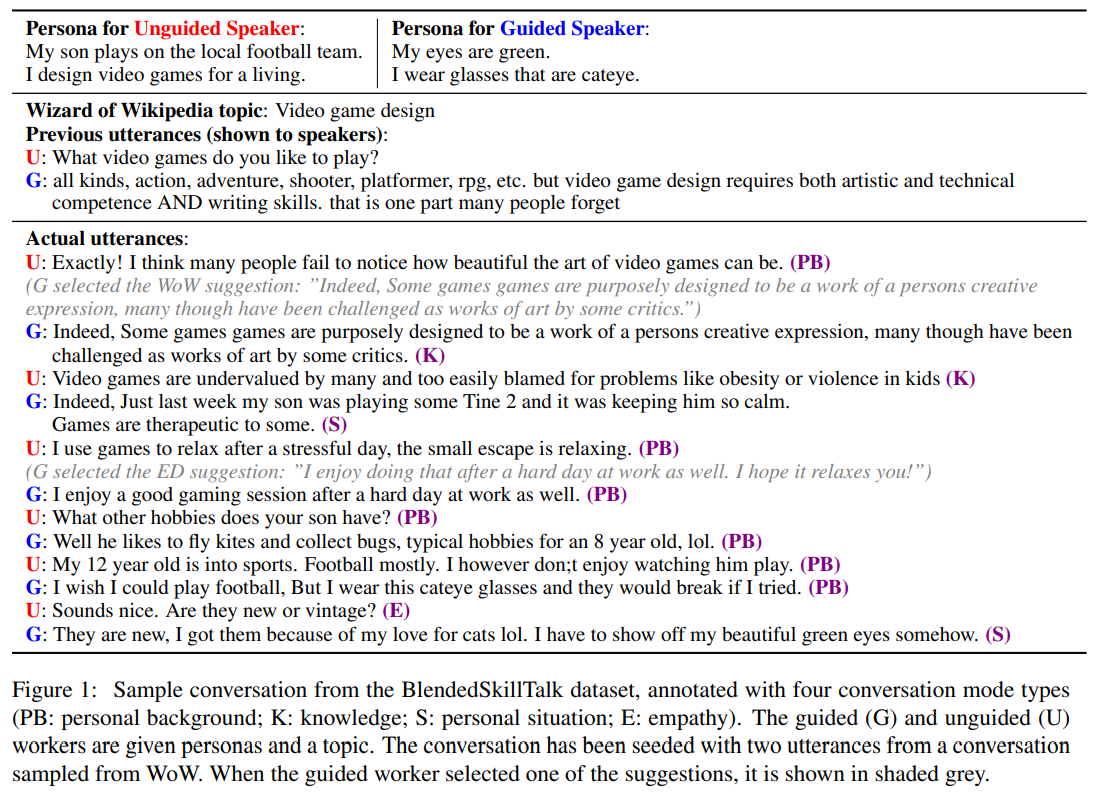 Persona for Unguided Speaker:
My son plays on the local football team.
I design video games for a living.
Persona for Guided Speaker:
My eyes are green.
I wear glasses that are cateye.
Wizard of Wikipedia topic: Video game design
Previous utterances (shown to speakers):
U: What video games do you like to play?
G: all kinds, action, adventure, shooter, platformer, rpg, etc. but video game design requires both artistic and technical
competence AND writing skills. that is one part many people forget
Actual utterances:
U: Exactly! I think many people fail to notice how beautiful the art of video games can be. (PB)
(G selected the WoW suggestion: ”Indeed, Some games games are purposely designed to be a work of a persons creative
expression, many though have been challenged as works of art by some critics.”)
G: Indeed, Some games games are purposely designed to be a work of a persons creative expression, many though have been
challenged as works of art by some critics. (K)
U: Video games are undervalued by many and too easily blamed for problems like obesity or violence in kids (K)
G: Indeed, Just last week my son was playing some Tine 2 and it was keeping him so calm.
Games are therapeutic to some. (S)
U: I use games to relax after a stressful day, the small escape is relaxing. (PB)
(G selected the ED suggestion: ”I enjoy doing that after a hard day at work as well. I hope it relaxes you!”)
G: I enjoy a good gaming session after a hard day at work as well. (PB)
U: What other hobbies does your son have? (PB)
G: Well he likes to fly kites and collect bugs, typical hobbies for an 8 year old, lol. (PB)
U: My 12 year old is into sports. Football mostly. I however don;t enjoy watching him play. (PB)
G: I wish I could play football, But I wear this cateye glasses and they would break if I tried. (PB)
U: Sounds nice. Are they new or vintage? (E)
G: They are new, I got them because of my love for cats lol. I have to show off my beautiful green eyes somehow. (S)
Figure 1: Sample conversation from the BlendedSkillTalk dataset, annotated with four conversation mode types
(PB: personal background; K: knowledge; S: personal situation; E: empathy). The guided (G) and unguided (U)
workers are given personas and a topic. The conversation has been seeded with two utterances from a conversation
sampled from WoW. When the guided worker selected one of the suggestions, it is shown in shaded grey.